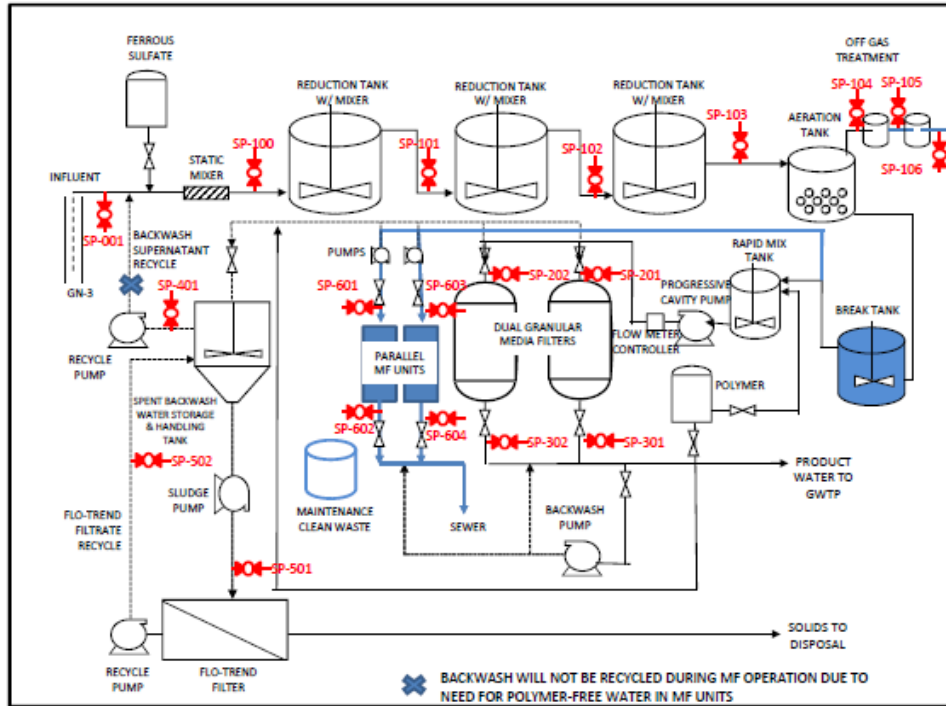 FERROUS
SULFATE
OFF GAS
TREATMENT
REDUCTION TANK
W/ MIXER
REDUCTION TANK
W/ MIXER
REDUCTION TANK
W/ MIXER
SP-104
SP-105
SP-103
AERATION
TANK
SP-100
SP-101
SP-102
SP-106
STATIC
MIXER
INFLUENT
SP-001
BACKWASH
SUPERNATANT
RECYCLE
GN-3
PUMPS
SP-202
SP-201
RAPID MIX
TANK
SP-401
SP-601
SP-603
PROGRESSIVE
CAVITY PUMP
BREAK TANK
DUAL GRANULAR
MEDIA FILTERS
FLOW METER
CONTROLLER
RECYCLE
PUMP
PARALLEL
MF UNITS
POLYMER
SPENT BACKWASH
WATER STORAGE
& HANDLING
TANK
SP-602
SP-604
SP-302
SP-301
SP-502
PRODUCT
WATER TO
GWTP
SLUDGE
PUMP
MAINTENANCE
CLEAN WASTE
SEWER
BACKWASH
PUMP
FLO-TREND
FILTRATE
RECYCLE
SP-501
SOLIDS TO
DISPOSAL
RECYCLE
PUMP
FLO-TREND
FILTER
BACKWASH WILL NOT BE RECYCLED DURING MF OPERATION DUE TO
NEED FOR POLYMER-FREE WATER IN MF UNITS